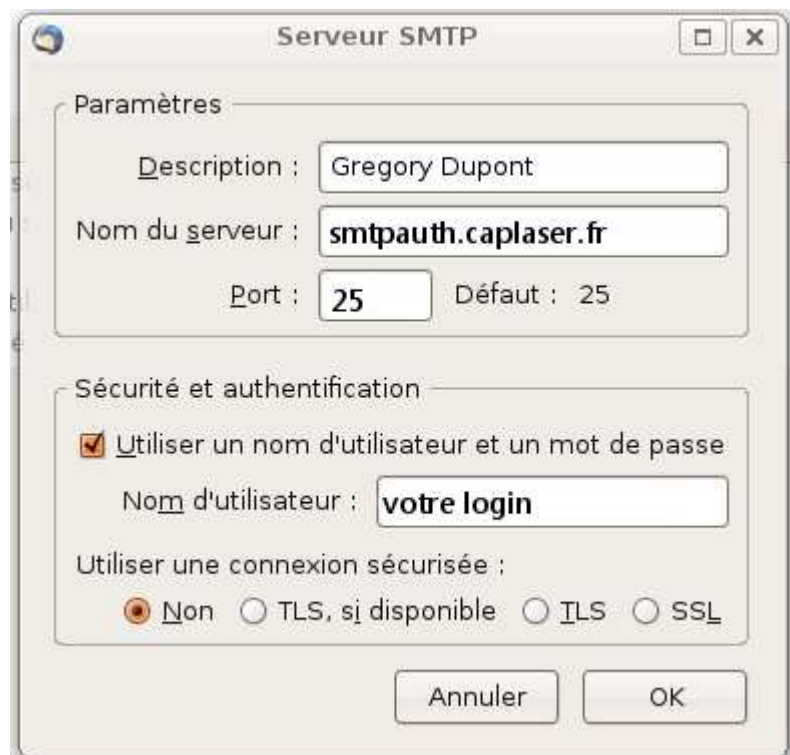 Serveur SMTP
Paramètres
Description : Gregory Dupont
Nom du serveur : smtpauth.caplaser.fr
Port : 25 Défaut : 25
Sécurité et authentification
Utiliser un nom d'utilisateur et un mot de passe
Nom d'utilisateur : votre login
Utiliser une connexion sécurisée :
Non TLS, si disponible TLS SSL
Annuler OK